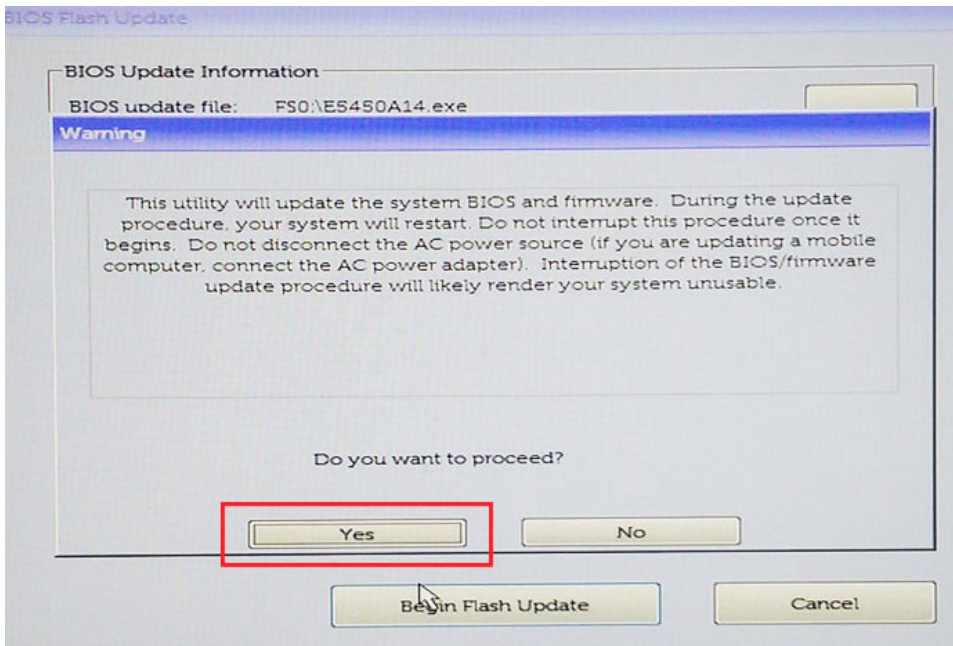 BIOS Flash Update
BIOS Update Information
BIOS update file: FS0:\E5450A14.exe
Warning
This utility will update the system BIOS and firmware. During the update
procedure, your system will restart. Do not interrupt this procedure once it
begins. Do not disconnect the AC power source (if you are updating a mobile
computer, connect the AC power adapter). Interruption of the BIOS/firmware
update procedure will likely render your system unusable.
Do you want to proceed?
Yes No
Begin Flash Update Cancel